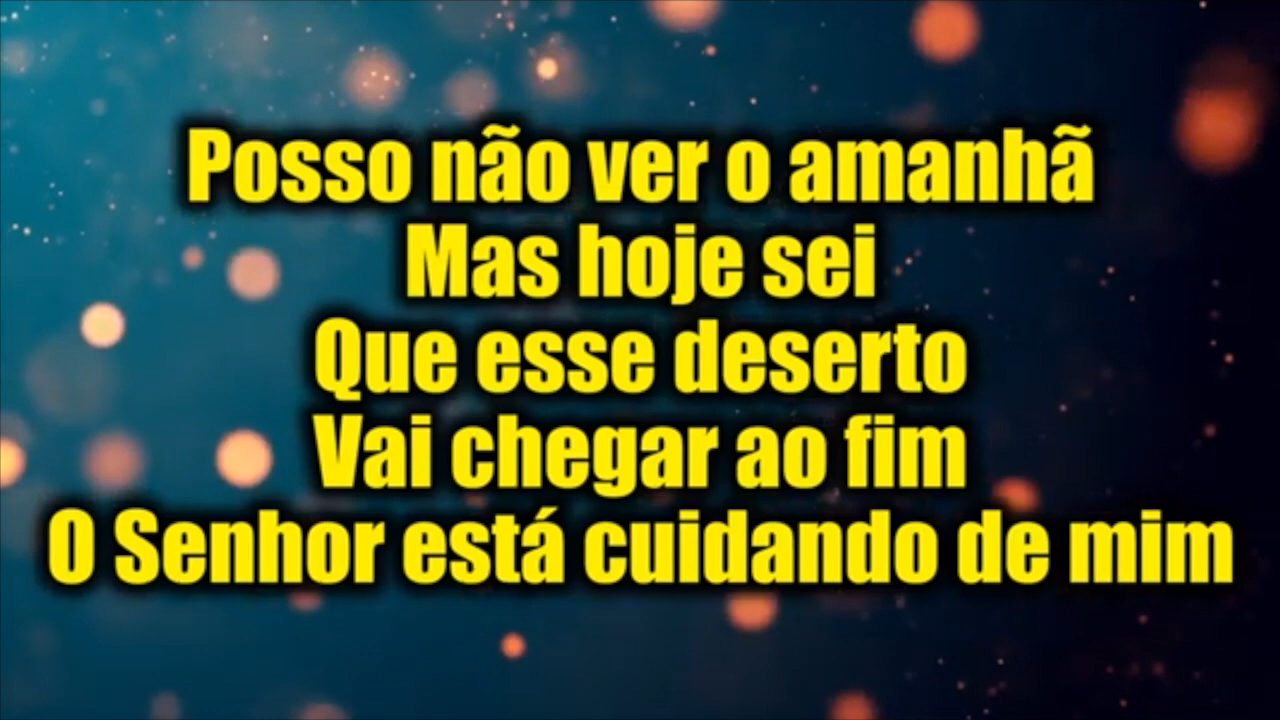 Posso não ver o amanhã
Mas hoje sei
Que esse deserto
Vai chegar ao fim
O Senhor está cuidando de mim